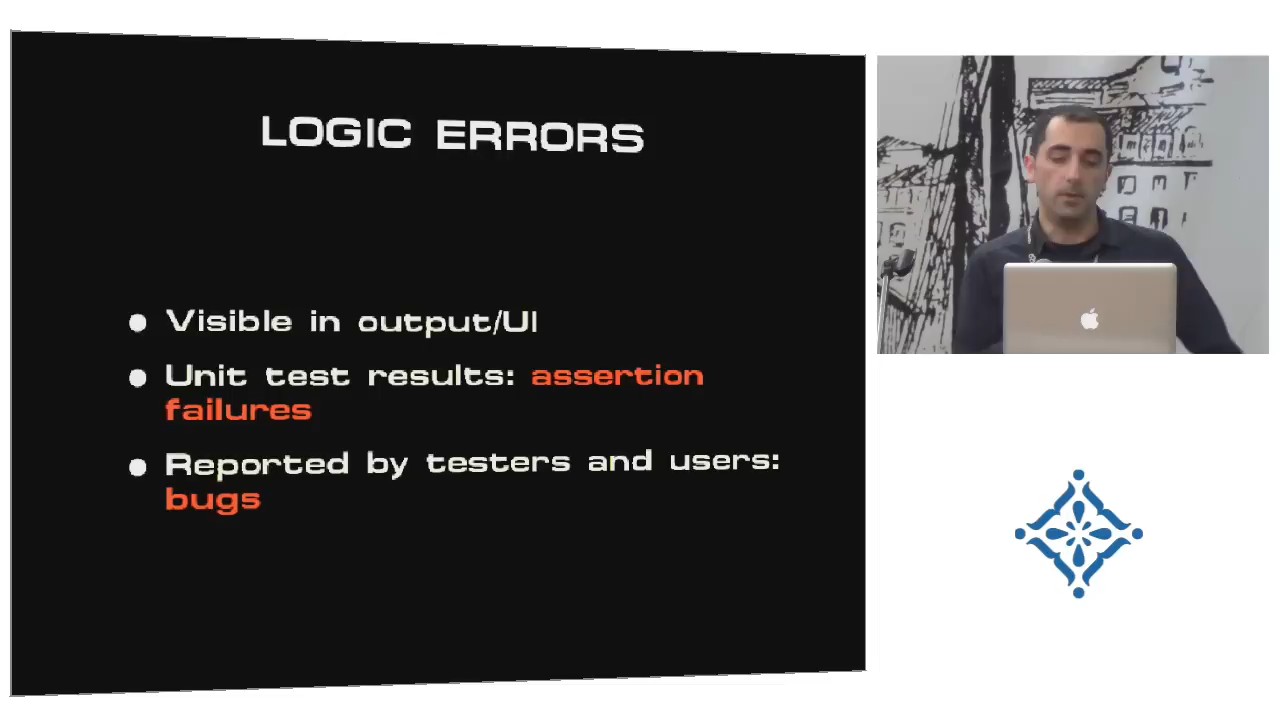 LOGIC ERRORS
● Visible in output/UI
● Unit test results: assertion
failures
● Reported by testers and users:
bugs